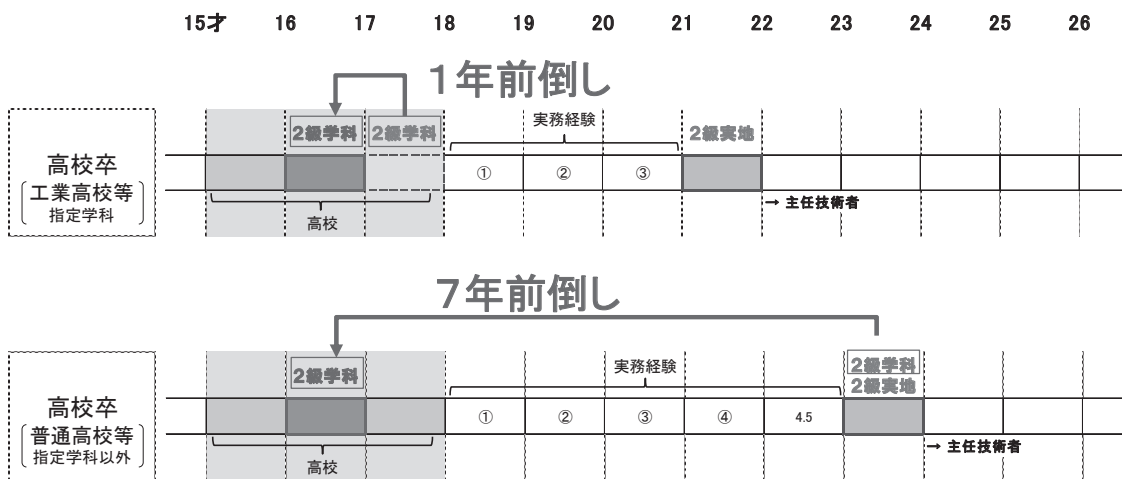 15才 16 17 18 19 20 21 22 23 24 25 26
1年前倒し
2級学科 2級学科 実務経験 2級実地
高校卒
工業高校等
指定学科
① ② ③
高校
→ 主任技術者
7年前倒し
2級学科 実務経験 2級学科
2級実地
高校卒
普通高校等
指定学科以外
① ② ③ ④ 4.5
高校
→ 主任技術者